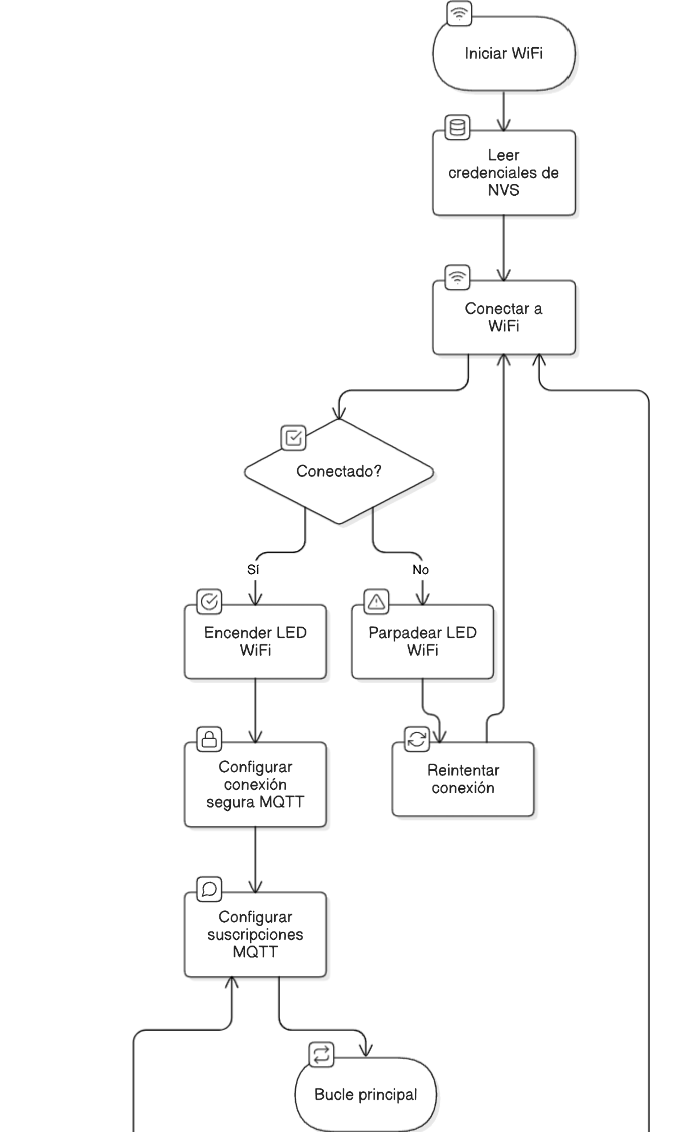 Iniciar WiFi
Leer
credenciales de
NVS
Conectar a
WiFi
Conectado?
Sí
No
Encender LED
WiFi
Parpadear LED
WiFi
Configurar
conexión
segura MQTT
Reintentar
conexión
Configurar
suscripciones
MQTT
Bucle principal